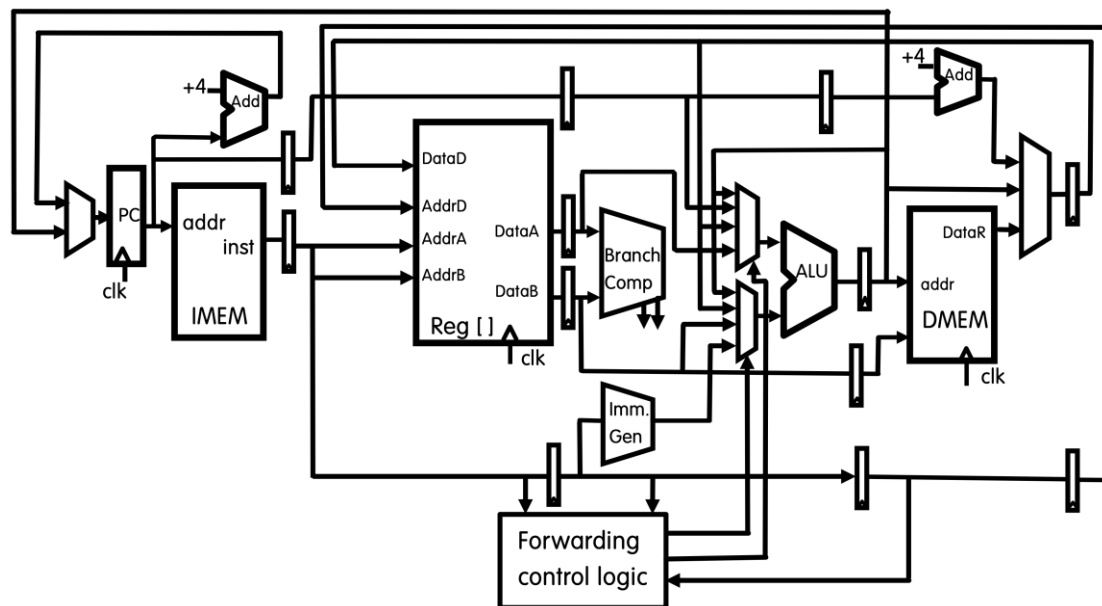 +4
Add
+4
Add
DataD
AddrD
AddrA
AddrB
DataA
DataB
Reg [ ]
clk
PC
clk
addr
inst
IMEM
Branch
Comp
ALU
DataR
addr
DMEM
clk
Imm.
Gen
Forwarding
control logic